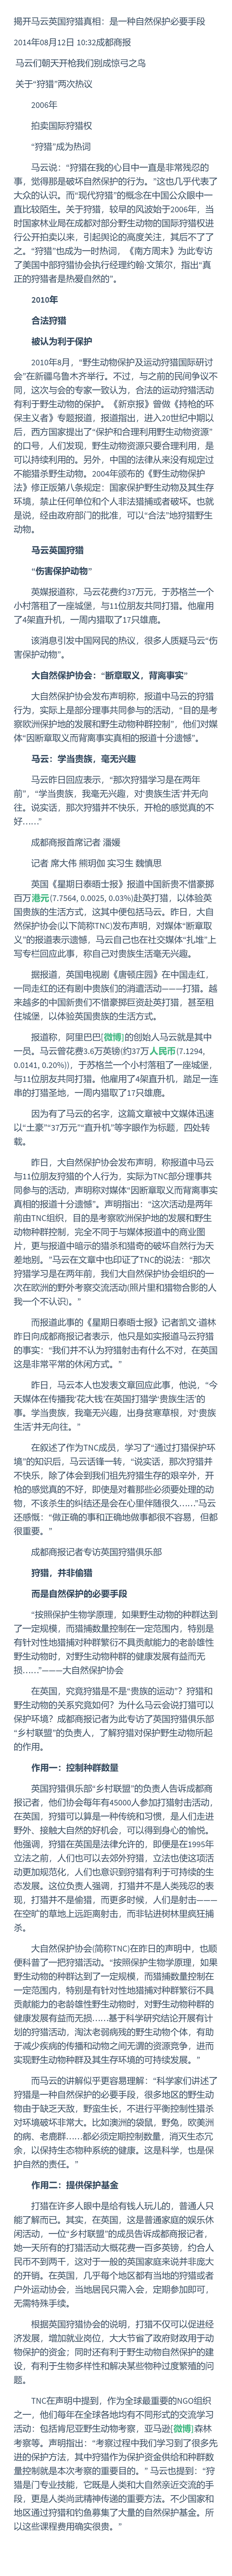 揭开马云英国狩猎真相：是一种自然保护必要手段
2014年08月12日 10:32成都商报
马云们朝天开枪我们别成惊弓之鸟
关于“狩猎”两次热议
2006年
拍卖国际狩猎权
“狩猎”成为热词
马云说：“狩猎在我的心目中一直是非常残忍的
事，觉得那是破坏自然保护的行为。”这也几乎代表了
大众的认识。而“现代狩猎”的概念在中国公众眼中一
直比较陌生。关于狩猎，较早的风波始于2006年，当
时国家林业局在成都对部分野生动物的国际狩猎权进
行公开拍卖以来，引起舆论的高度关注，其后不了了
之。“狩猎”也成为一时热词，《南方周末》为此专访
了美国中部狩猎协会执行经理约翰·文策尔，指出“真
正的狩猎者是热爱自然的”。
2010年
合法狩猎
被认为利于保护
2010年8月，“野生动物保护及运动狩猎国际研讨
会”在新疆乌鲁木齐举行。不过，与之前的民间争议不
同，这次与会的专家一致认为，合法的运动狩猎活动
有利于野生动物的保护。《新京报》曾做《持枪的环
保主义者》专题报道，报道指出，进入20世纪中期以
后，西方国家提出了“保护和合理利用野生动物资源”
的口号，人们发现，野生动物资源只要合理利用，是
可以持续利用的。另外，中国的法律从来没有规定过
不能猎杀野生动物。2004年颁布的《野生动物保护
法》修正版第八条规定：国家保护野生动物及其生存
环境，禁止任何单位和个人非法猎捕或者破坏。也就
是说，经由政府部门的批准，可以“合法”地狩猎野生
动物。
马云英国狩猎
“伤害保护动物”
英媒报道称，马云花费约37万元，于苏格兰一个
小村落租了一座城堡，与11位朋友共同打猎。他雇用
了4架直升机，一周内猎取了17只雄鹿。
该消息引发中国网民的热议，很多人质疑马云“伤
害保护动物”。
大自然保护协会：“断章取义，背离事实”
大自然保护协会发布声明称，报道中马云的狩猎
行为，实际上是部分理事共同参与的活动，“目的是考
察欧洲保护地的发展和野生动物种群控制”，他们对媒
体“因断章取义而背离事实真相的报道十分遗憾”。
马云：学当贵族，毫无兴趣
马云昨日回应表示，“那次狩猎学习是在两年
前”，“学当贵族，我毫无兴趣，对‘贵族生活’并无向
往。说实话，那次狩猎并不快乐，开枪的感觉真的不
好……”
成都商报首席记者 潘媛
记者 席大伟 熊玥伽 实习生 魏慎思
英国《星期日泰晤士报》报道中国新贵不惜豪掷
百万港元(7.7564, 0.0025, 0.03%)赴英打猎，以体验英
国贵族的生活方式，这其中便包括马云。昨日，大自
然保护协会(以下简称TNC)发布声明，对媒体“断章取
义”的报道表示遗憾，马云自己也在社交媒体“扎堆”上
写专栏回应此事，称自己对贵族生活毫无兴趣。
据报道，英国电视剧《唐顿庄园》在中国走红，
一同走红的还有剧中贵族们的消遣活动———打猎。越
来越多的中国新贵们不惜豪掷巨资赴英打猎，甚至租
住城堡，以体验英国贵族的生活方式。
报道称，阿里巴巴[微博]的创始人马云就是其中
一员。马云曾花费3.6万英镑(约37万人民币(7.1294,
0.0141, 0.20%))，于苏格兰一个小村落租了一座城堡，
与11位朋友共同打猎。他雇用了4架直升机，踏足一连
串的打猎圣地，一周内猎取了17只雄鹿。
因为有了马云的名字，这篇文章被中文媒体迅速
以“土豪”“37万元”“直升机”等字眼作为标题，四处转
载。
昨日，大自然保护协会发布声明，称报道中马云
与11位朋友狩猎的个人行为，实际为TNC部分理事共
同参与的活动，声明称对媒体“因断章取义而背离事实
真相的报道十分遗憾”。声明指出：“这次活动是两年
前由TNC组织，目的是考察欧洲保护地的发展和野生
动物种群控制，完全不同于与媒体报道中的商业图
片，更与报道中暗示的猎杀和猎奇的破坏自然行为天
差地别。”马云在文章中也印证了TNC的说法：“那次
狩猎学习是在两年前，我们大自然保护协会组织的一
次在欧洲的野外考察交流活动(照片里和猎物合影的人
我一个不认识)。”
而报道此事的《星期日泰晤士报》记者凯文·道林
昨日向成都商报记者表示，他只是如实报道马云狩猎
的事实：“我们并不认为狩猎射击有什么不对，在英国
这是非常平常的休闲方式。”
昨日，马云本人也发表文章回应此事，他说，“今
天媒体在传播我‘花大钱’在英国打猎学‘贵族生活’的
事。学当贵族，我毫无兴趣，出身贫寒草根，对‘贵族
生活’并无向往。”
在叙述了作为TNC成员，学习了“通过打猎保护环
境”的知识后，马云话锋一转，“说实话，那次狩猎并
不快乐，除了体会到我们祖先狩猎生存的艰辛外，开
枪的感觉真的不好，即使是对着那些必须要处理的动
物，不该杀生的纠结还是会在心里伴随很久……”马云
还感慨：“做正确的事和正确地做事都很不容易，但都
很重要。”
成都商报记者专访英国狩猎俱乐部
狩猎，并非偷猎
而是自然保护的必要手段
“按照保护生物学原理，如果野生动物的种群达到
了一定规模，而猎捕数量控制在一定范围内，特别是
有针对性地猎捕对种群繁衍不具贡献能力的老龄雄性
野生动物时，对野生动物种群的健康发展有益而无
损……”———大自然保护协会
在英国，究竟狩猎是不是“贵族的运动”？狩猎和
野生动物的关系究竟如何？为什么马云会说打猎可以
保护环境？成都商报记者为此专访了英国狩猎俱乐部
“乡村联盟”的负责人，了解狩猎对保护野生动物所起
的作用。
作用一：控制种群数量
英国狩猎俱乐部“乡村联盟”的负责人告诉成都商
报记者，他们协会每年有45000人参加打猎射击活动，
在英国，狩猎可以算是一种传统和习惯，是人们走进
野外、接触大自然的好机会，可以得到身心的愉悦。
他强调，狩猎在英国是法律允许的，即便是在1995年
立法之前，人们也可以去郊外狩猎，立法也使这项活
动更加规范化，人们也意识到狩猎有利于可持续的生
态发展。这位负责人强调，打猎并不是人类残忍的表
现，打猎并不是偷猎，而更多时候，人们是射击———
在空旷的草地上远距离射击，而非钻进树林里疯狂捕
杀。
大自然保护协会(简称TNC)在昨日的声明中，也顺
便科普了一把狩猎活动。“按照保护生物学原理，如果
野生动物的种群达到了一定规模，而猎捕数量控制在
一定范围内，特别是有针对性地猎捕对种群繁衍不具
贡献能力的老龄雄性野生动物时，对野生动物种群的
健康发展有益而无损……基于科学研究结论开展有计
划的狩猎活动，淘汰老弱病残的野生动物个体，有助
于减少疾病的传播和动物之间无谓的资源竞争，进而
实现野生动物种群及其生存环境的可持续发展。”
而马云的讲解似乎更容易理解：“科学家们讲述了
狩猎是一种自然保护的必要手段，很多地区的野生动
物由于缺乏天敌，野蛮生长，不进行平衡控制性猎杀
对环境破坏非常大。比如澳洲的袋鼠，野兔，欧美洲
的病、老鹿群……都必须定期控制数量，消灭生态冗
余，以保持生态物种系统的健康。这是科学，也是保
护自然的责任。”
作用二：提供保护基金
打猎在许多人眼中是给有钱人玩儿的，普通人只
能了解而已。其实，在英国，这是普通家庭的娱乐休
闲活动，一位“乡村联盟”的成员告诉成都商报记者，
她一天所有的打猎活动大概花费一百多英镑，约合人
民币不到两千，这对于一般的英国家庭来说并非庞大
的开销。在英国，几乎每个地区都有当地的狩猎或者
户外运动协会，当地居民只需入会，定期参加即可，
无需特殊手续。
根据英国狩猎协会的说明，打猎不仅可以促进经
济发展，增加就业岗位，大大节省了政府财政用于动
物保护的资金；同时还有利于野生动物自然保护的建
设，有利于生物多样性和解决某些物种过度繁殖的问
题。
TNC在声明中提到，作为全球最重要的NGO组织
之一，他们每年在全球各地均有不同形式的交流学习
活动：包括肯尼亚野生动物考察，亚马逊[微博]森林
考察等。声明指出：“考察过程中我们学习到了很多先
进的保护方法，其中狩猎作为保护资金供给和种群数
量控制就是本次考察的重要目的。” 马云也提到：“狩
猎是门专业技能，它既是人类和大自然亲近交流的手
段，更是人类尚武精神传递的重要方法。不少国家和
地区通过狩猎和钓鱼募集了大量的自然保护基金。所
以这些课程费用确实很贵。”